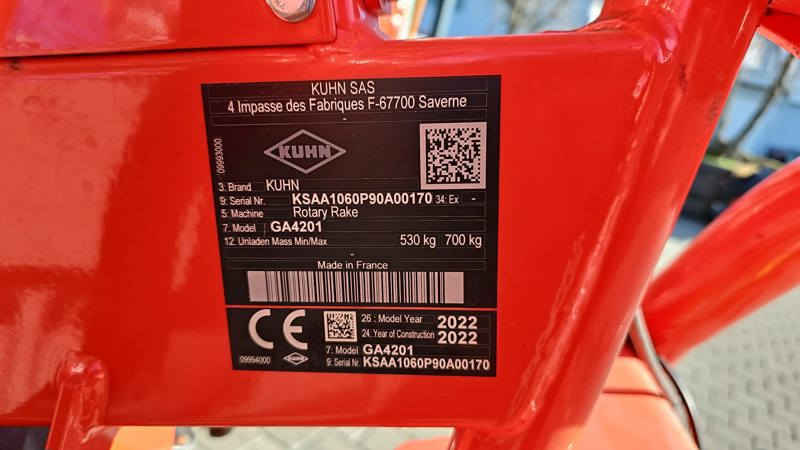 KUHN SAS
4 Impasse des Fabriques F-67700 Saverne
-
09993000
KUHN
3: Brand KUHN
9: Serial Nr. KSAA1060P90A00170 34: Ex -
5: Machine Rotary Rake
7: Model GA4201
12: Unladen Mass Min/Max 530 kg 700 kg
-
Made in France
CE
26 : Model Year 2022
24: Year of Construction 2022
7: Model GA4201
09994000
KUHN
9: Serial Nr. KSAA1060P90A00170